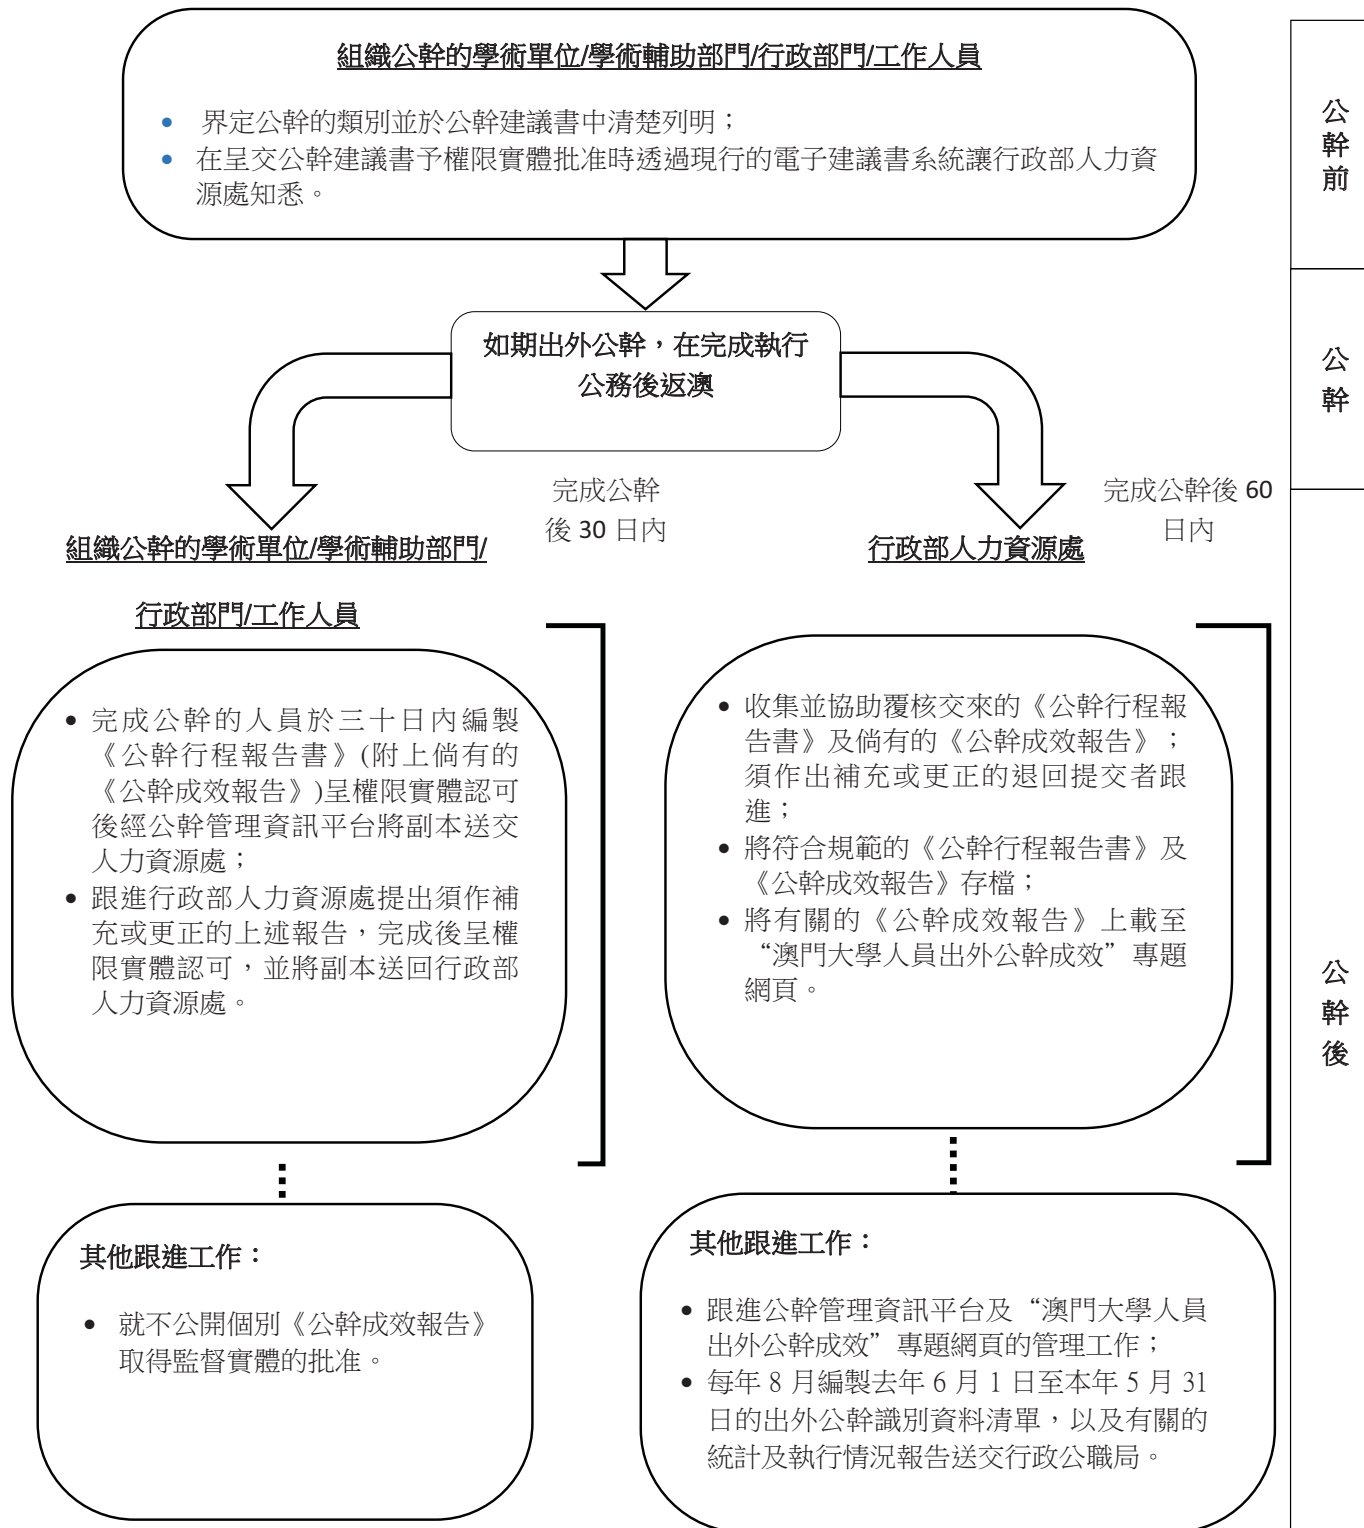 組織公幹的學術單位/學術輔助部門/行政部門/工作人員
• 界定公幹的類別並於公幹建議書中清楚列明；
• 在呈交公幹建議書予權限實體批准時透過現行的電子建議書系統讓行政部人力資
源處知悉。
公
幹
前
如期出外公幹，在完成執行
公務後返澳
公
幹
完成公幹
後 30 日內
完成公幹後 60
日內
組織公幹的學術單位/學術輔助部門/
行政部門/工作人員
• 完成公幹的人員於三十日內編製
《公幹行程報告書》(附上倘有的
《公幹成效報告》)呈權限實體認可
後經公幹管理資訊平台將副本送交
人力資源處；
• 跟進行政部人力資源處提出須作補
充或更正的上述報告，完成後呈權
限實體認可，並將副本送回行政部
人力資源處。
行政部人力資源處
• 收集並協助覆核交來的《公幹行程報
告書》及倘有的《公幹成效報告》；
須作出補充或更正的退回提交者跟
進；
• 將符合規範的《公幹行程報告書》及
《公幹成效報告》存檔；
• 將有關的《公幹成效報告》上載至
“澳門大學人員出外公幹成效”專題
網頁。
公
幹
後
其他跟進工作：
• 就不公開個別《公幹成效報告》
取得監督實體的批准。
其他跟進工作：
• 跟進公幹管理資訊平台及“澳門大學人員
出外公幹成效”專題網頁的管理工作；
• 每年 8 月編製去年 6 月 1 日至本年 5 月 31
日的出外公幹識別資料清單，以及有關的
統計及執行情況報告送交行政公職局。